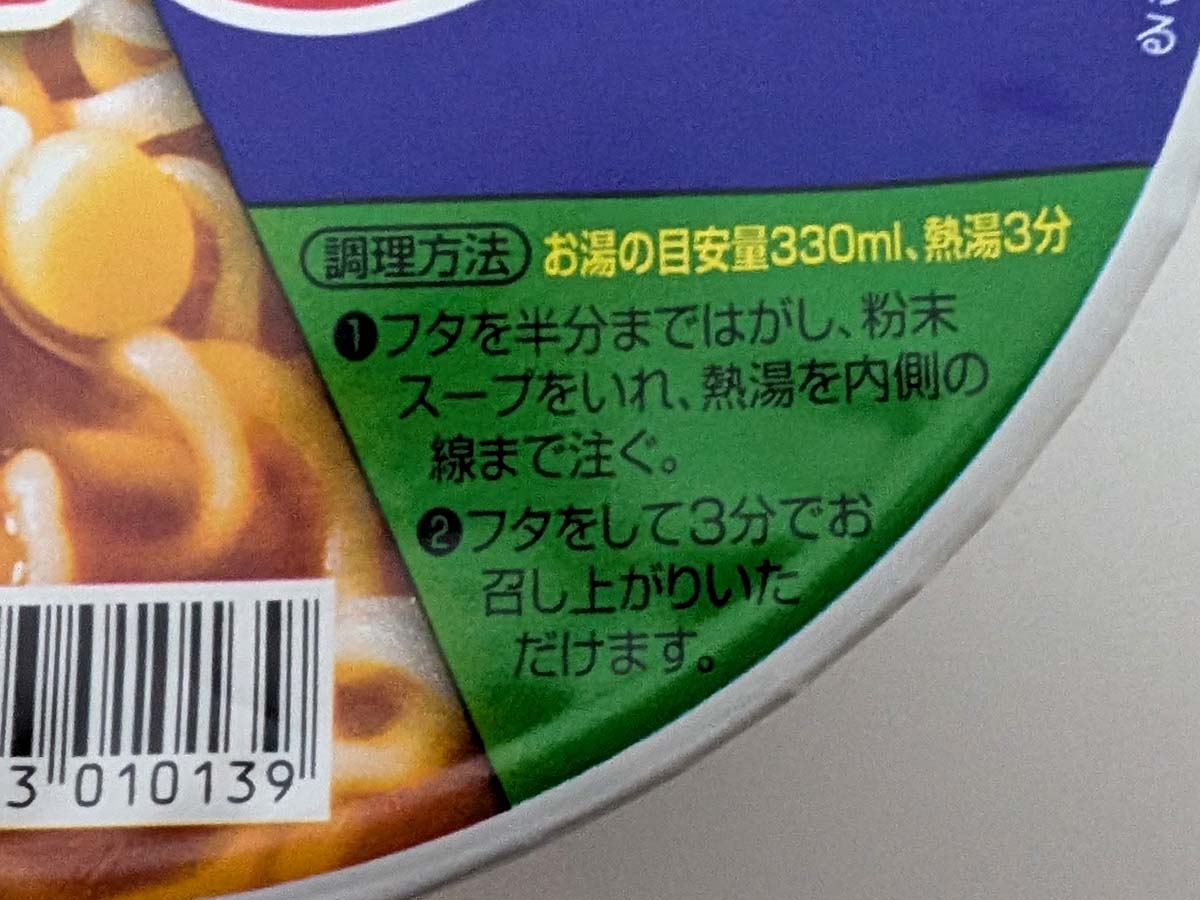 る
調理方法 お湯の目安量330ml、熱湯3分
❶フタを半分まではがし、粉末
スープをいれ、熱湯を内側の
線まで注ぐ。
❷フタをして3分でお
召し上がりいた
だけます。
3 010139